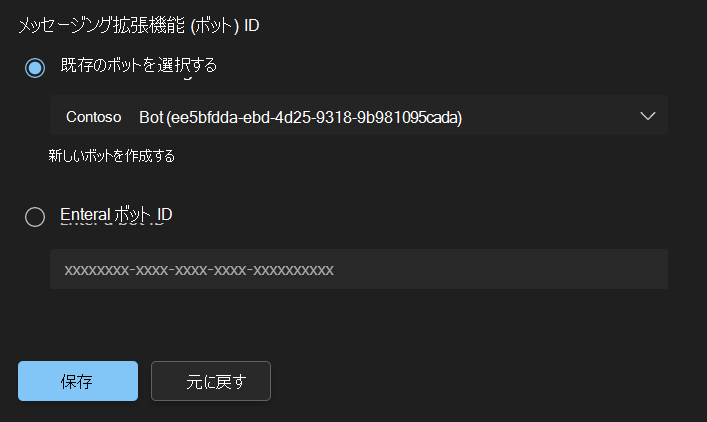 メッセージング拡張機能 (ボット) ID
既存のボットを選択する
Contoso Bot (ee5bfdda-ebd-4d25-9318-9b981095cada)
新しいボットを作成する
Enteral ボット ID
xxxxxxxx-xxxx-xxxx-xxxx-xxxxxxxxxx
保存
元に戻す